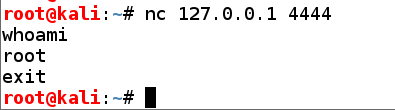 root@kali:~# nc 127.0.0.1 4444
whoami
root
exit
root@kali:~#